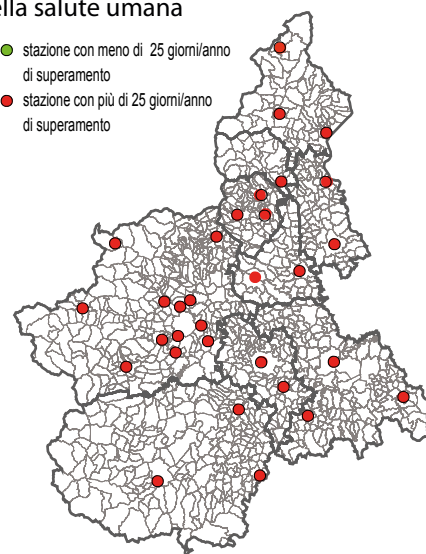 ella salute umana
stazione con meno di 25 giorni/anno
di superamento
stazione con più di 25 giorni/anno
di superamento